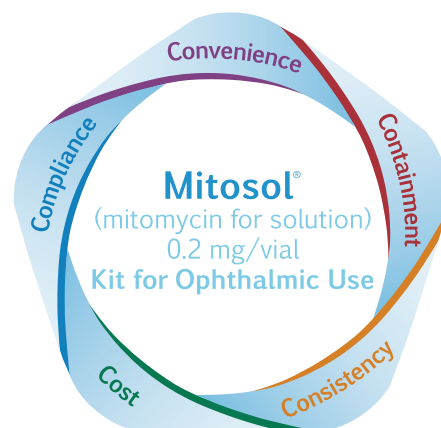 Convenience
Containment
Consistency
Cost
Compliance
Mitosol®
(mitomycin for solution)
0.2 mg/vial
Kit for Ophthalmic Use